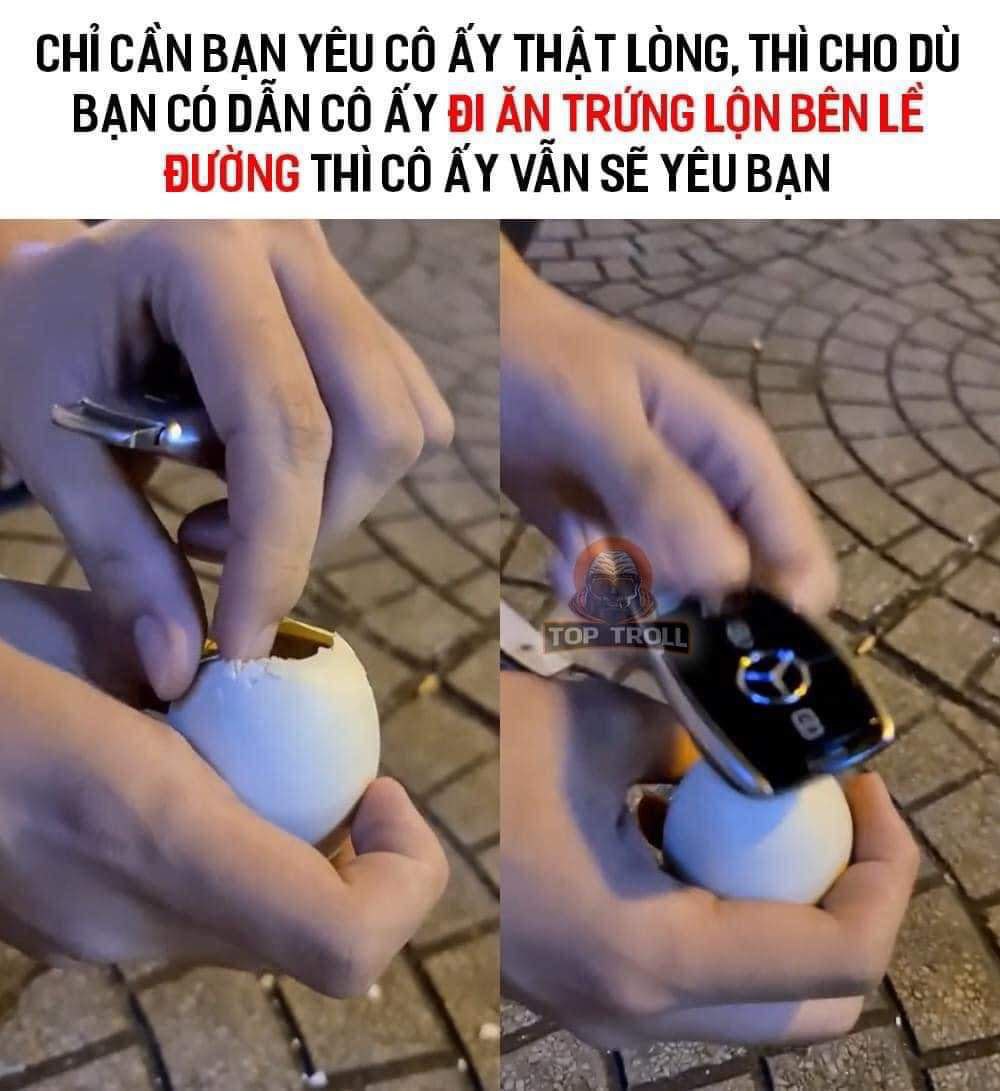 CHỈ CẦN BẠN YÊU CÔ ẤY THẬT LÒNG, THÌ CHO DÙ
BẠN CÓ DẪN CÔ ẤY ĐI ĂN TRỨNG LỘN BÊN LỀ
ĐƯỜNG THÌ CÔ ẤY VẪN SẼ YÊU BẠN
TOP TROLL